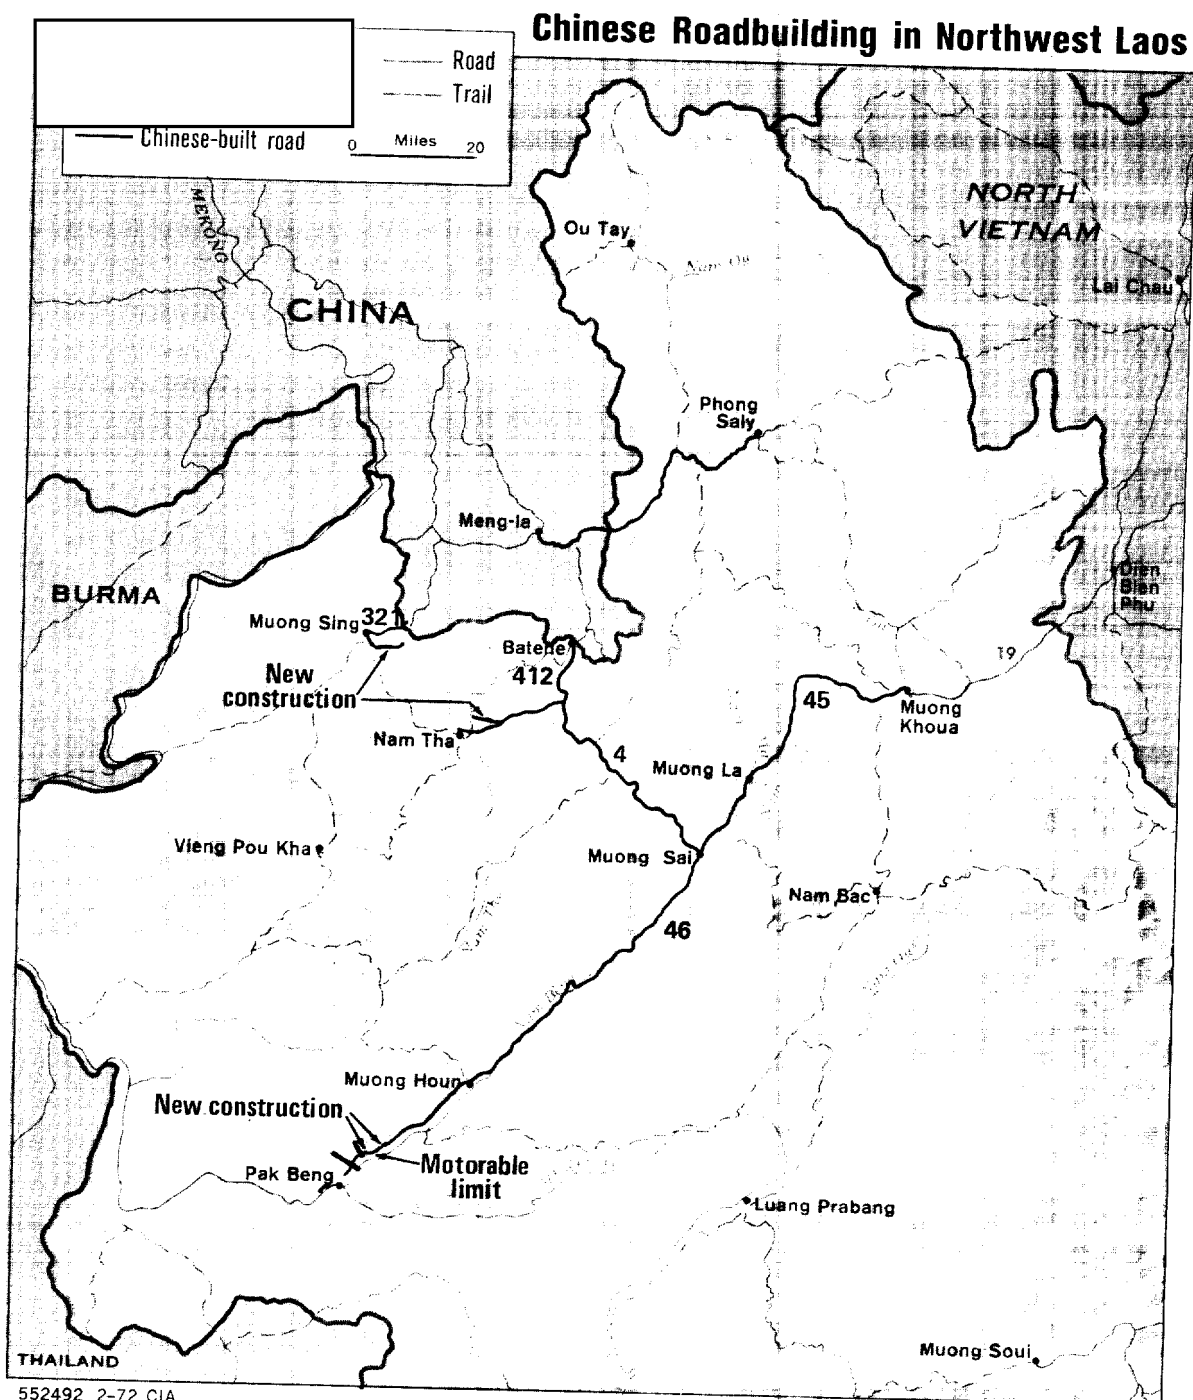 Chinese Roadbuilding in Northwest Laos
Road
Trail
Chinese-built road
0 Miles 20
MEKONG
NORTH
VIETNAM
Ou Tay
Nam Ou
Lai Chau
CHINA
Phong
Saly
Meng-la
BURMA
Dien
Bien
Phu
Muong Sing
321
Batene
19
412
New
construction
45
Muong
Khoua
Nam Tha
4
Muong La
Vieng Pou Kha
Muong Sai
Nam Bac
46
Nam Tha
Muong Houn
New construction
Motorable
limit
Pak Beng
Luang Prabang
Muong Soui
THAILAND
552492 2-72 CIA